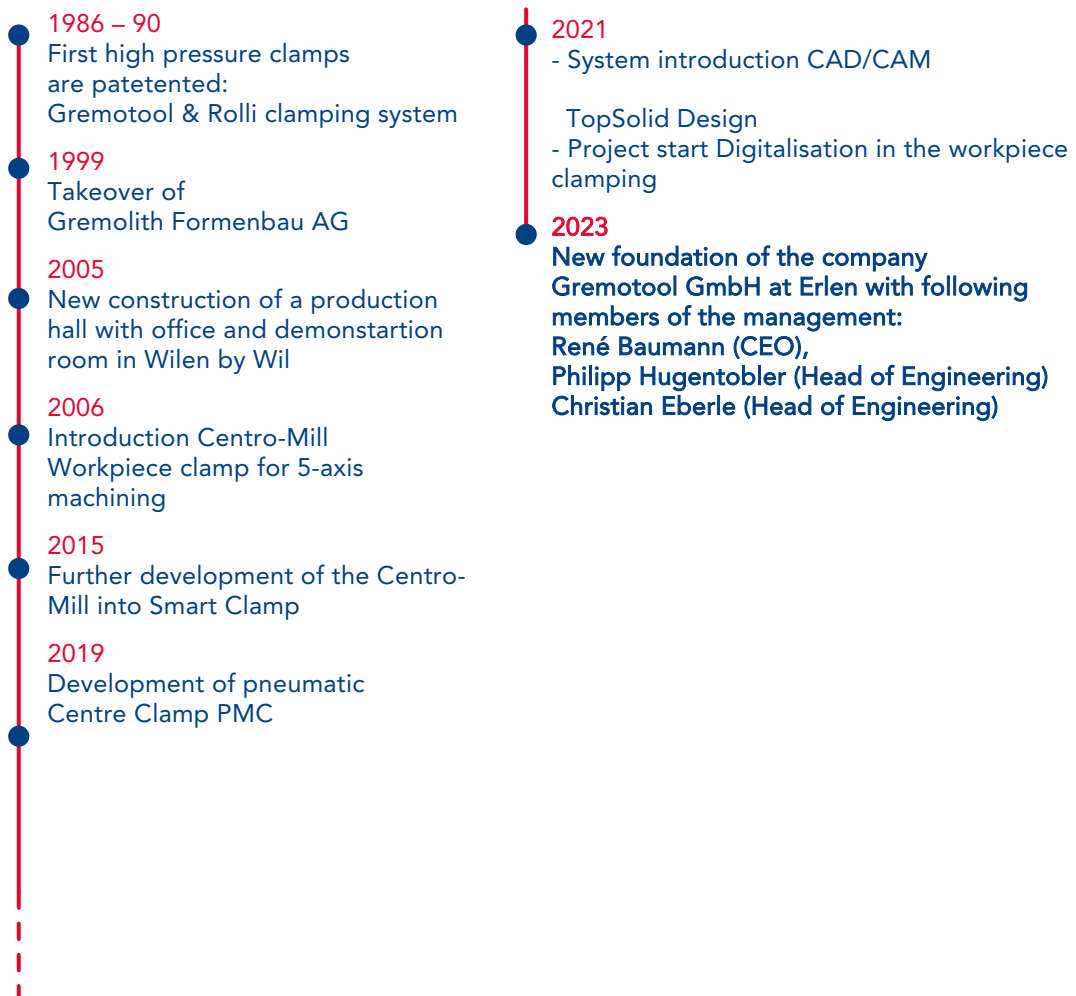 1986 – 90
First high pressure clamps
are patetented:
Gremotool & Rolli clamping system
1999
Takeover of
Gremolith Formenbau AG
2005
New construction of a production
hall with office and demonstartion
room in Wilen by Wil
2006
Introduction Centro-Mill
Workpiece clamp for 5-axis
machining
2015
Further development of the Centro-
Mill into Smart Clamp
2019
Development of pneumatic
Centre Clamp PMC
2021
- System introduction CAD/CAM
TopSolid Design
- Project start Digitalisation in the workpiece
clamping
2023
New foundation of the company
Gremotool GmbH at Erlen with following
members of the management:
René Baumann (CEO),
Philipp Hugentobler (Head of Engineering)
Christian Eberle (Head of Engineering)